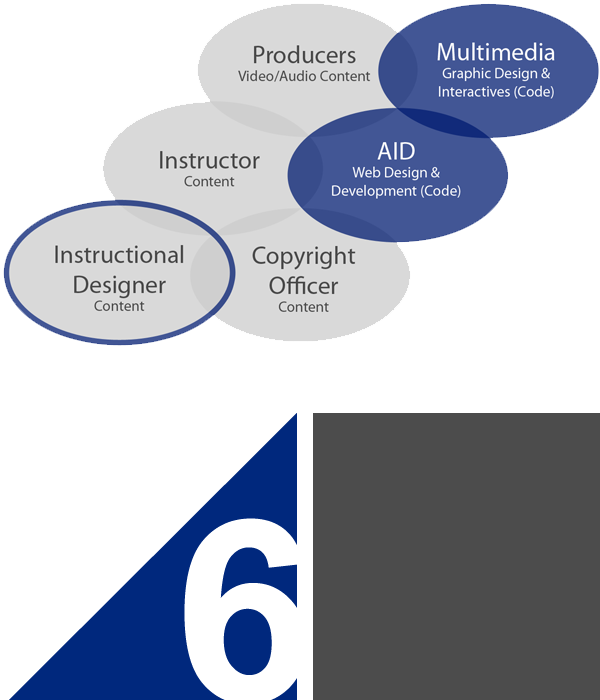 Producers
Video/Audio Content
Multimedia
Graphic Design &
Interactives (Code)
Instructor
Content
AID
Web Design &
Development (Code)
Instructional
Designer
Content
Copyright
Officer
Content
6